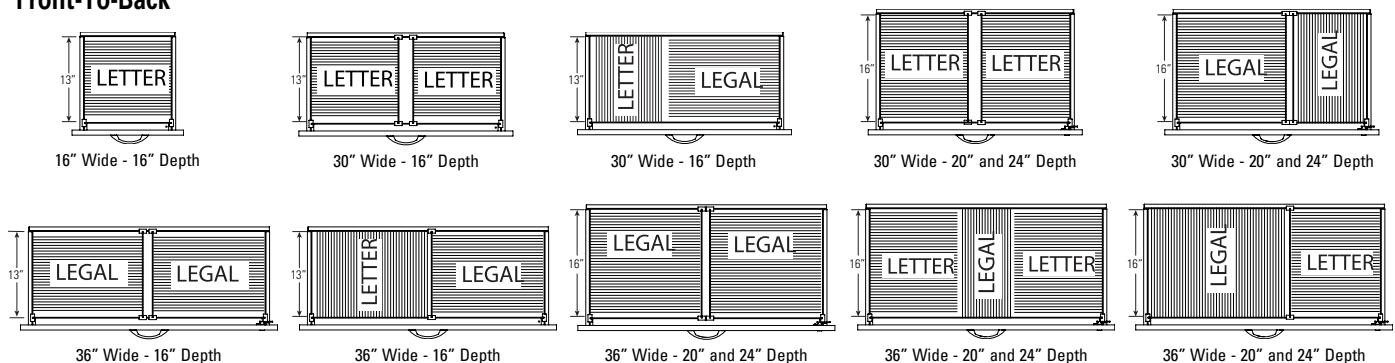 Front-To-Back
13"
LETTER
16" Wide - 16" Depth
13"
LETTER
LETTER
30" Wide - 16" Depth
13"
LETTER
LEGAL
30" Wide - 16" Depth
16"
LETTER
LETTER
30" Wide - 20" and 24" Depth
16"
LEGAL
LEGAL
30" Wide - 20" and 24" Depth
13"
LEGAL
LEGAL
36" Wide - 16" Depth
13"
LETTER
LEGAL
36" Wide - 16" Depth
16"
LEGAL
LEGAL
36" Wide - 20" and 24" Depth
16"
LETTER
LEGAL
LETTER
36" Wide - 20" and 24" Depth
16"
LEGAL
LETTER
36" Wide - 20" and 24" Depth